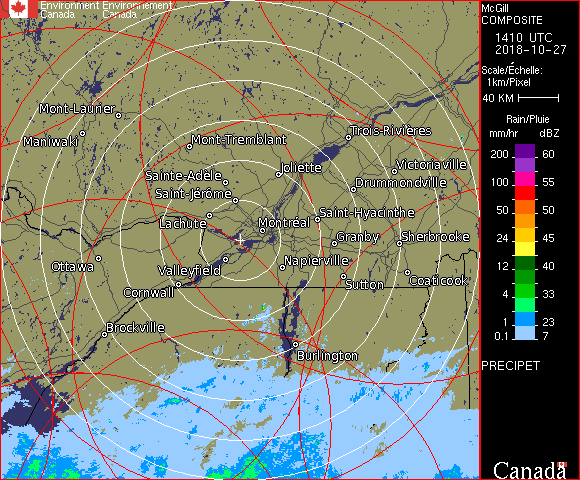 Environment Environnement
Canada Canada
McGill
COMPOSITE
1410 UTC
2018-10-27
Scale/Échelle:
1km/Pixel
40 KM
Rain/Pluie
mm/hr dBZ
200 60
100 55
50 50
24 45
12 40
4 33
1 23
0.1 7
PRECIPET
Mont-Laurier
Maniwaki
Mont-Tremblant
Trois-Rivières
Sainte-Adèle
Joliette
Victoriaville
Saint-Jérôme
Drummondville
Lachute
Montréal
Saint-Hyacinthe
Ottawa
Granby
Sherbrooke
Valleyfield
Napierville
Cornwall
Sutton
Coaticook
Brockville
Burlington
Canada